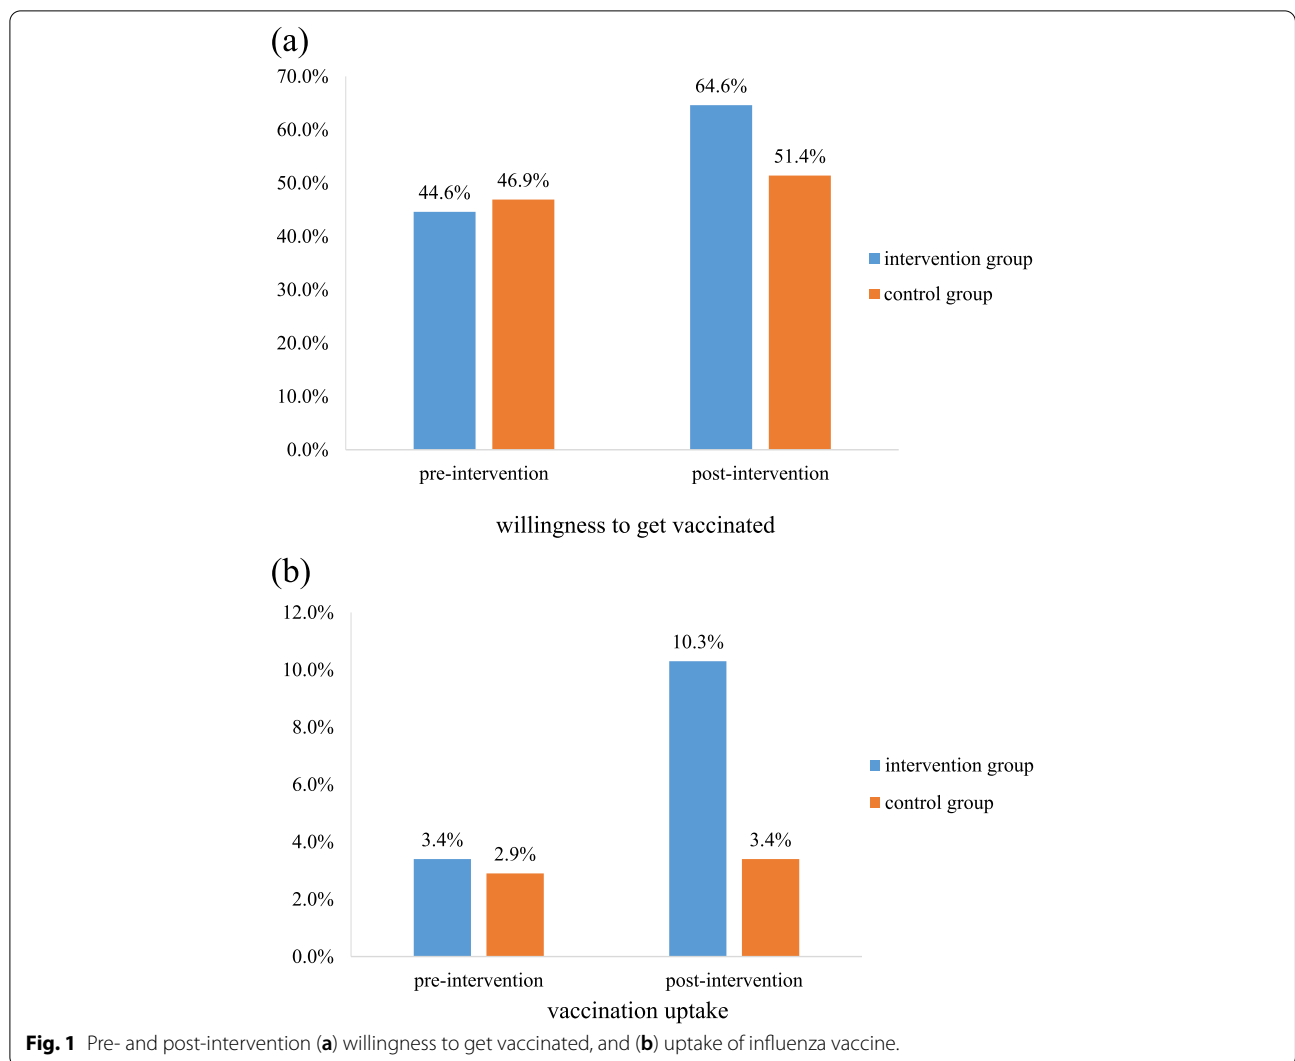 (a)
70.0%
60.0%
50.0%
40.0%
30.0%
20.0%
10.0%
0.0%
44.6%
46.9%
64.6%
51.4%
pre-intervention
post-intervention
willingness to get vaccinated
intervention group
control group
(b)
12.0%
10.0%
8.0%
6.0%
4.0%
2.0%
0.0%
3.4%
2.9%
10.3%
3.4%
pre-intervention
post-intervention
vaccination uptake
intervention group
control group
Fig. 1 Pre- and post-intervention (a) willingness to get vaccinated, and (b) uptake of influenza vaccine.